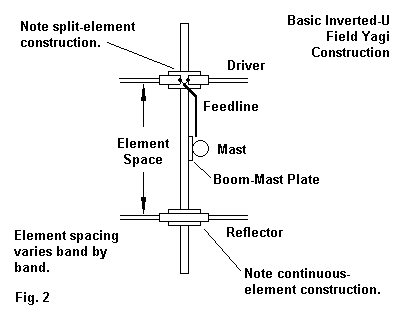 Basic Inverted-U
Field Yagi
Construction
Note split-element
construction.
Driver
Feedline
Element
Space
Mast
Boom-Mast Plate
Reflector
Element spacing
varies band by
band.
Note continuous-
element construction.
Fig. 2